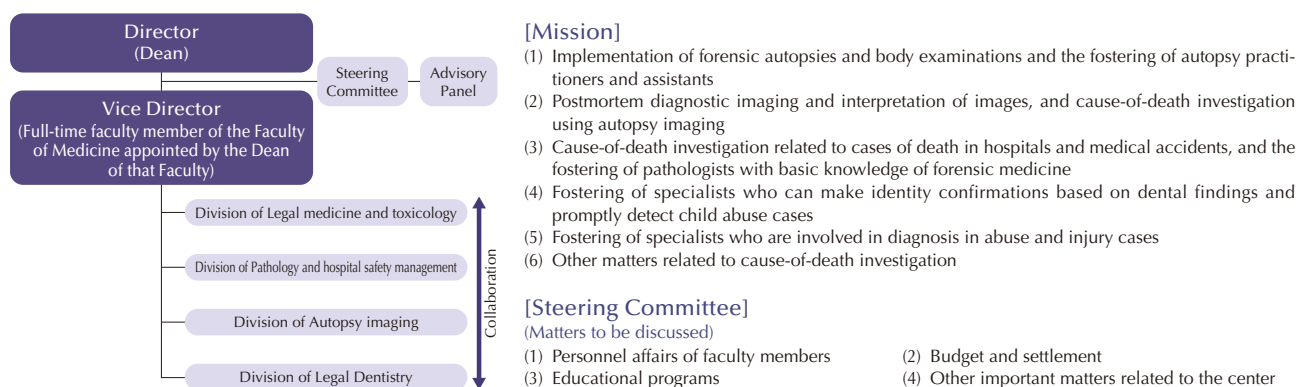 Director
(Dean)
Steering
Committee
Advisory
Panel
Vice Director
(Full-time faculty member of the Faculty
of Medicine appointed by the Dean
of that Faculty)
Division of Legal medicine and toxicology
Division of Pathology and hospital safety management
Division of Autopsy imaging
Division of Legal Dentistry
Collaboration
[Mission]
(1) Implementation of forensic autopsies and body examinations and the fostering of autopsy practi-
tioners and assistants
(2) Postmortem diagnostic imaging and interpretation of images, and cause-of-death investigation
using autopsy imaging
(3) Cause-of-death investigation related to cases of death in hospitals and medical accidents, and the
fostering of pathologists with basic knowledge of forensic medicine
(4) Fostering of specialists who can make identity confirmations based on dental findings and
promptly detect child abuse cases
(5) Fostering of specialists who are involved in diagnosis in abuse and injury cases
(6) Other matters related to cause-of-death investigation
[Steering Committee]
(Matters to be discussed)
(1) Personnel affairs of faculty members (2) Budget and settlement
(3) Educational programs (4) Other important matters related to the center